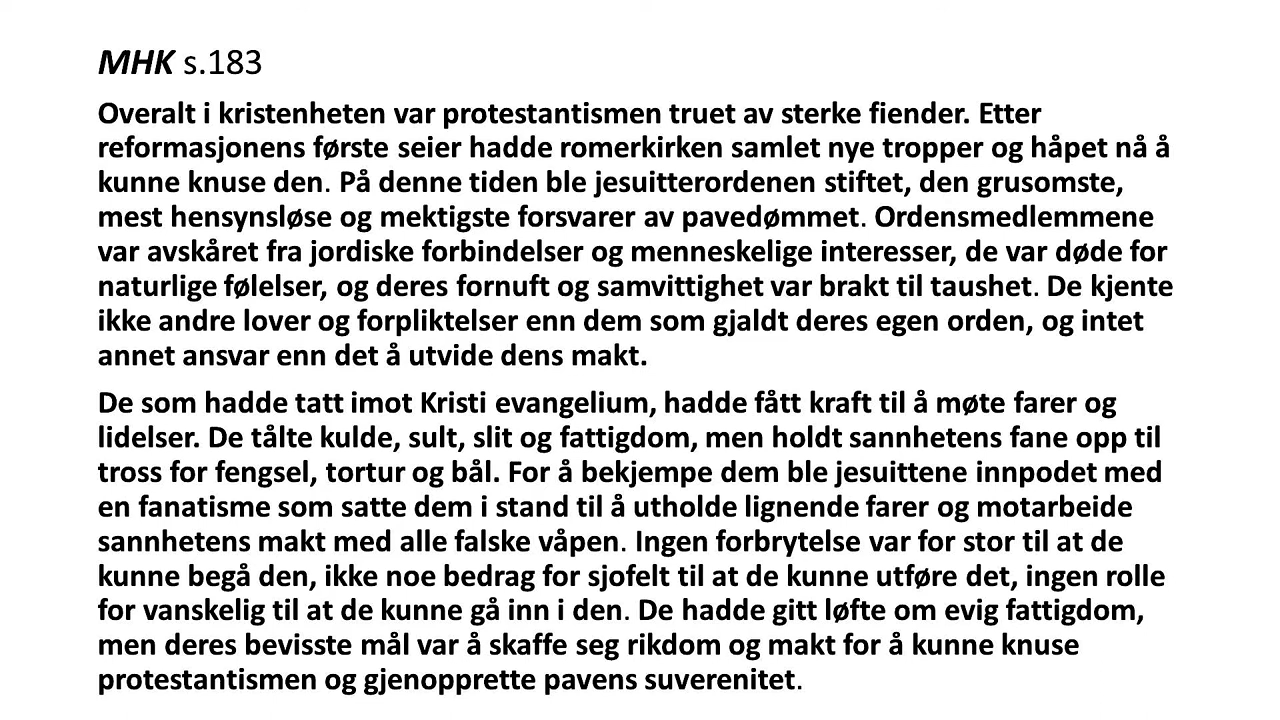 MHK s.183
Overalt i kristenheten var protestantismen truet av sterke fiender. Etter
reformasjonens første seier hadde romerkirken samlet nye tropper og håpet nå å
kunne knuse den. På denne tiden ble jesuitterordenen stiftet, den grusomste,
mest hensynsløse og mektigste forsvarer av pavedømmet. Ordensmedlemmene
var avskåret fra jordiske forbindelser og menneskelige interesser, de var døde for
naturlige følelser, og deres fornuft og samvittighet var brakt til taushet. De kjente
ikke andre lover og forpliktelser enn dem som gjaldt deres egen orden, og intet
annet ansvar enn det å utvide dens makt.
De som hadde tatt imot Kristi evangelium, hadde fått kraft til å møte farer og
lidelser. De tålte kulde, sult, slit og fattigdom, men holdt sannhetens fane opp til
tross for fengsel, tortur og bål. For å bekjempe dem ble jesuittene innpodet med
en fanatisme som satte dem i stand til å utholde lignende farer og motarbeide
sannhetens makt med alle falske våpen. Ingen forbrytelse var for stor til at de
kunne begå den, ikke noe bedrag for sjofelt til at de kunne utføre det, ingen rolle
for vanskelig til at de kunne gå inn i den. De hadde gitt løfte om evig fattigdom,
men deres bevisste mål var å skaffe seg rikdom og makt for å kunne knuse
protestantismen og gjenopprette pavens suverenitet.